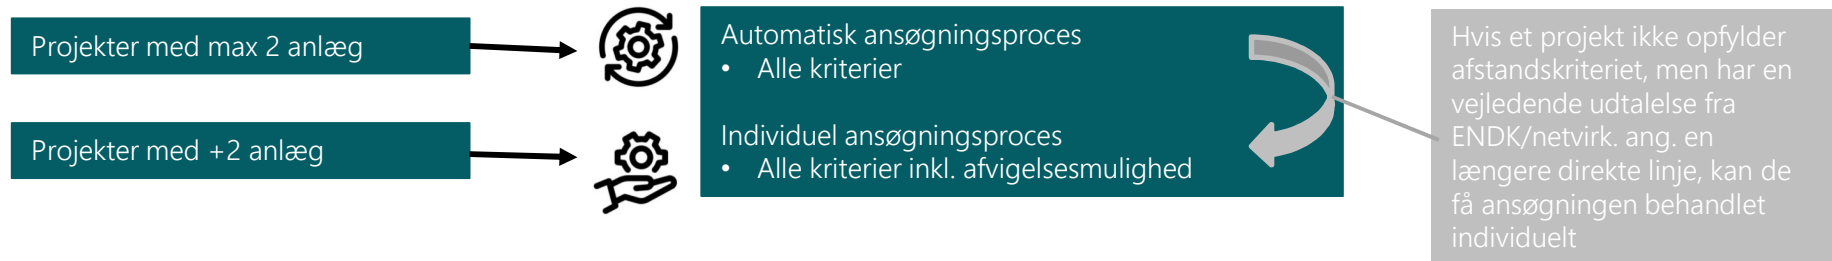 Projekter med max 2 anlæg
Projekter med +2 anlæg
Automatisk ansøgningsproces
• Alle kriterier
Individuel ansøgningsproces
• Alle kriterier inkl. afvigelsesmulighed
Hvis et projekt ikke opfylder
afstandskriteriet, men har en
vejledende udtalelse fra
ENDK/netvirk. ang. en
længere direkte linje, kan de
få ansøgningen behandlet
individuelt